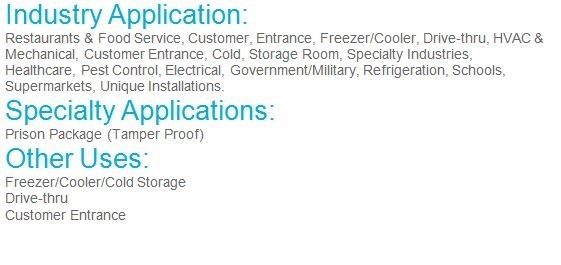 Industry Application:
Restaurants & Food Service, Customer, Entrance, Freezer/Cooler, Drive-thru, HVAC &
Mechanical, Customer Entrance, Cold, Storage Room, Specialty Industries,
Healthcare, Pest Control, Electrical, Government/Military, Refrigeration, Schools,
Supermarkets, Unique Installations.
Specialty Applications:
Prison Package (Tamper Proof)
Other Uses:
Freezer/Cooler/Cold Storage
Drive-thru
Customer Entrance